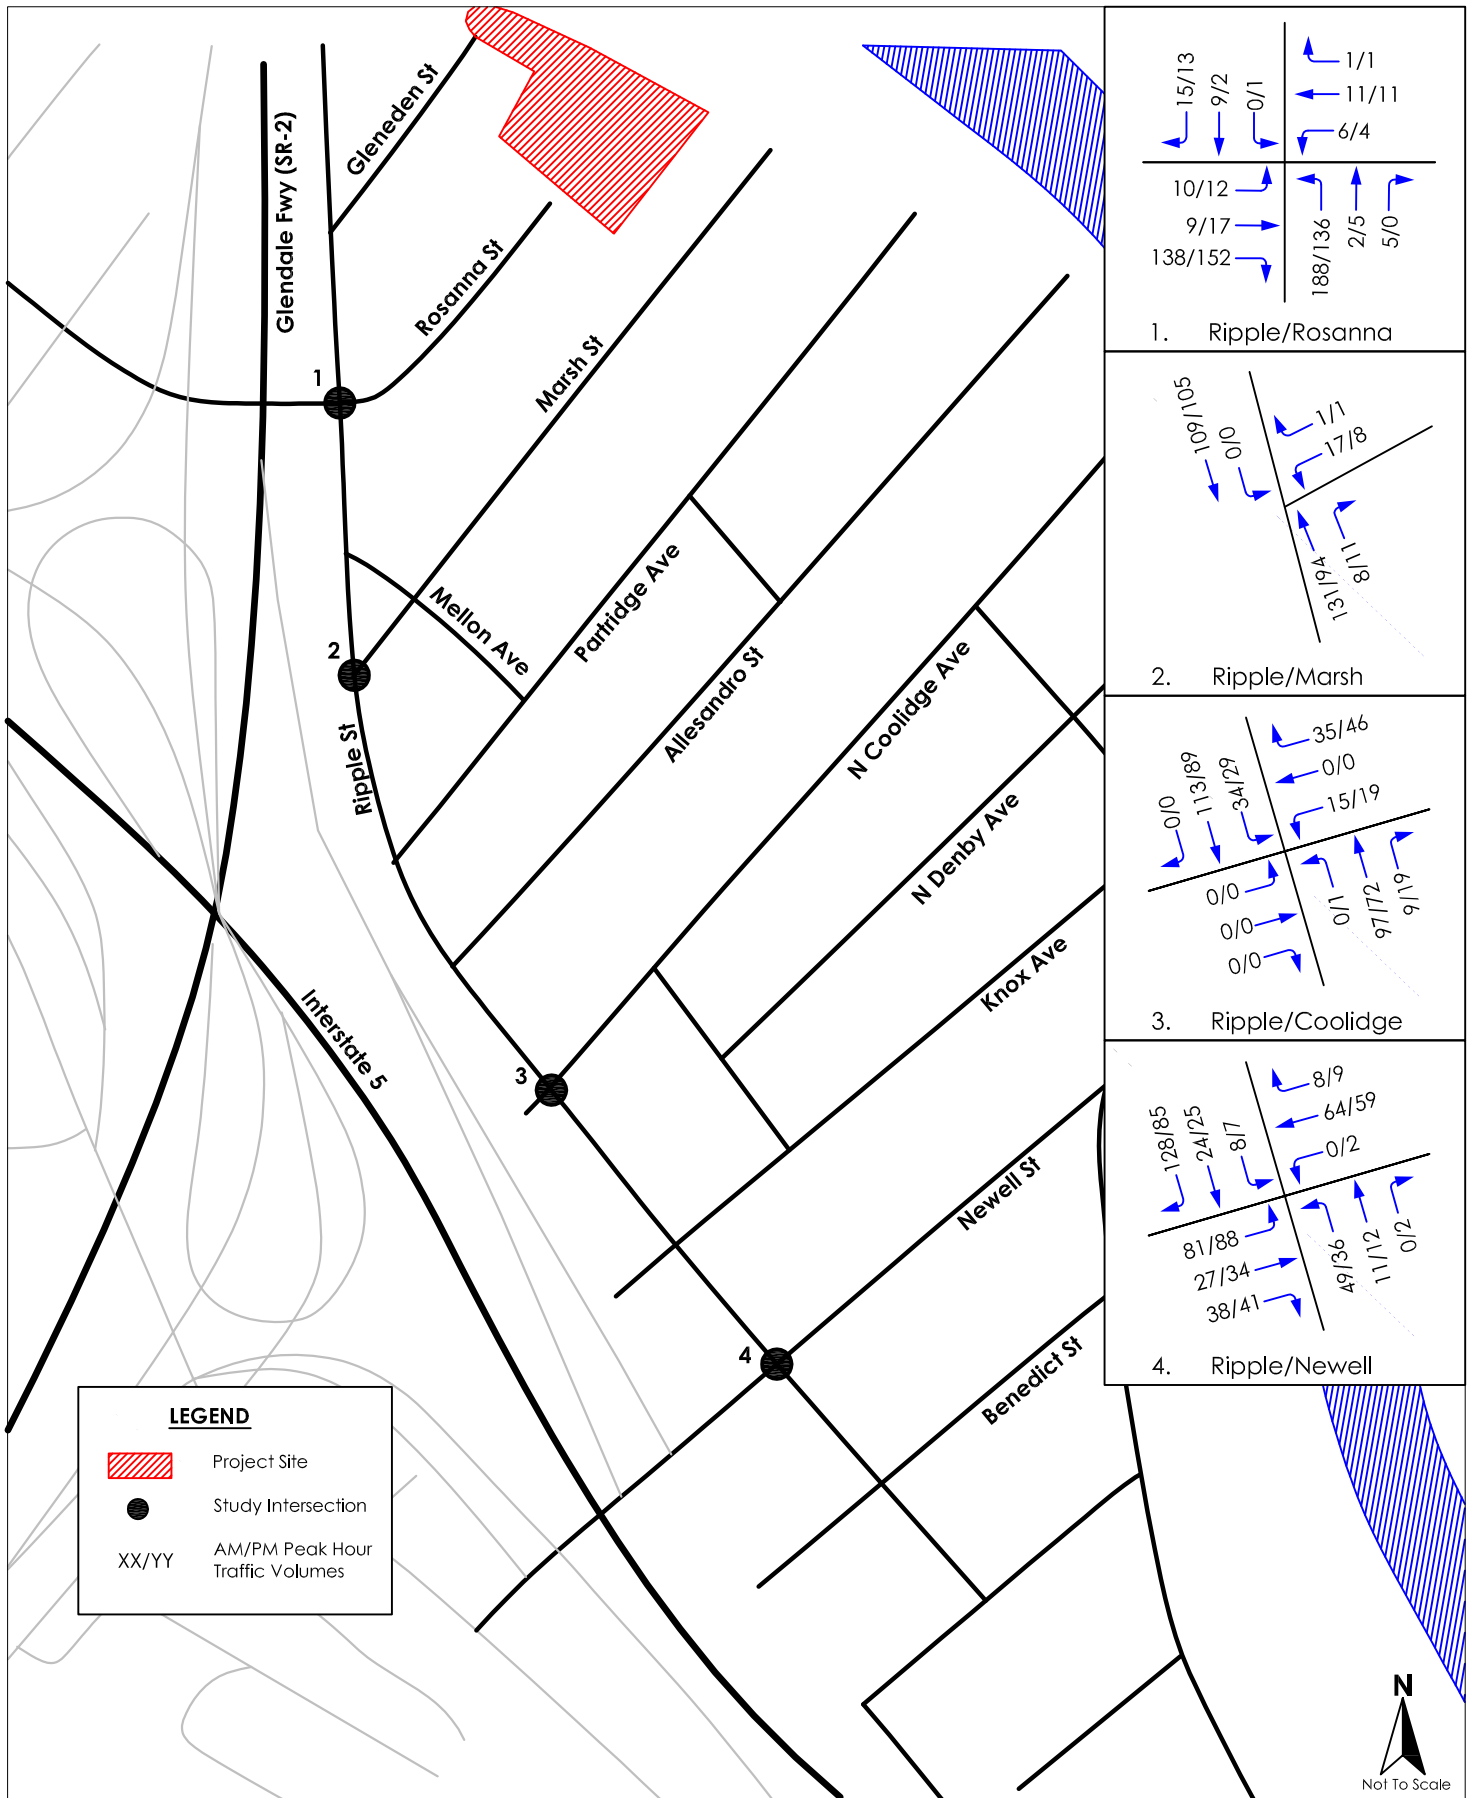 Gleneden St
Glendale Fwy (SR-2)
Rosanna St
Marsh St
1
Mellon Ave
Partridge Ave
2
Ripple St
Allesandro St
N Coolidge Ave
N Denby Ave
Knox Ave
Interstate 5
3
Newell St
4
Benedict St
15/13
9/2
0/1
1/1
11/11
6/4
10/12
9/17
138/152
188/136
2/5
5/0
1. Ripple/Rosanna
109/105
0/0
1/1
17/8
131/94
8/11
2. Ripple/Marsh
0/0
113/89
34/29
35/46
0/0
15/19
0/0
0/0
0/0
0/1
97/72
9/19
3. Ripple/Coolidge
128/85
24/25
8/7
8/9
64/59
0/2
81/88
27/34
38/41
49/36
11/12
0/2
4. Ripple/Newell
LEGEND
Project Site
Study Intersection
XX/YY AM/PM Peak Hour
Traffic Volumes
N
Not To Scale